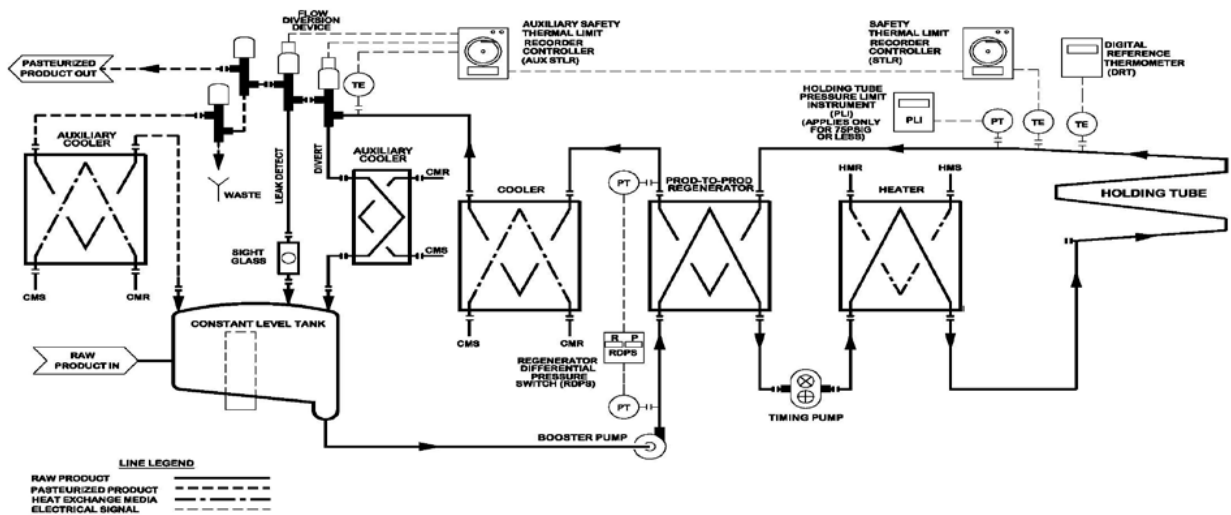 FLOW
DIVERSION
DEVICE
AUXILIARY SAFETY
THERMAL LIMIT
RECORDER
CONTROLLER
(AUX STLR)
SAFETY
THERMAL LIMIT
RECORDER
CONTROLLER
(STLR)
DIGITAL
REFERENCE
THERMOMETER
(DRT)
PASTEURIZED
PRODUCT OUT
TE
HOLDING TUBE
PRESSURE LIMIT
INSTRUMENT
(PLI)
(APPLIES ONLY
FOR 75PSIG
OR LESS)
PLI
PT
TE
TE
AUXILIARY
COOLER
WASTE
LEAK DETECT
DIVERT
AUXILIARY
COOLER
CMR
CMS
COOLER
PT
PROD-TO-PROD
REGENERATOR
HMR
HMS
HEATER
HOLDING TUBE
SIGHT
GLASS
CMS
CMR
CONSTANT LEVEL TANK
RAW
PRODUCT IN
CMS
CMR
R P
RDPS
REGENERATOR
DIFFERENTIAL
PRESSURE
SWITCH (RDPS)
PT
TIMING PUMP
BOOSTER PUMP
LINE LEGEND
RAW PRODUCT
PASTEURIZED PRODUCT
HEAT EXCHANGE MEDIA
ELECTRICAL SIGNAL